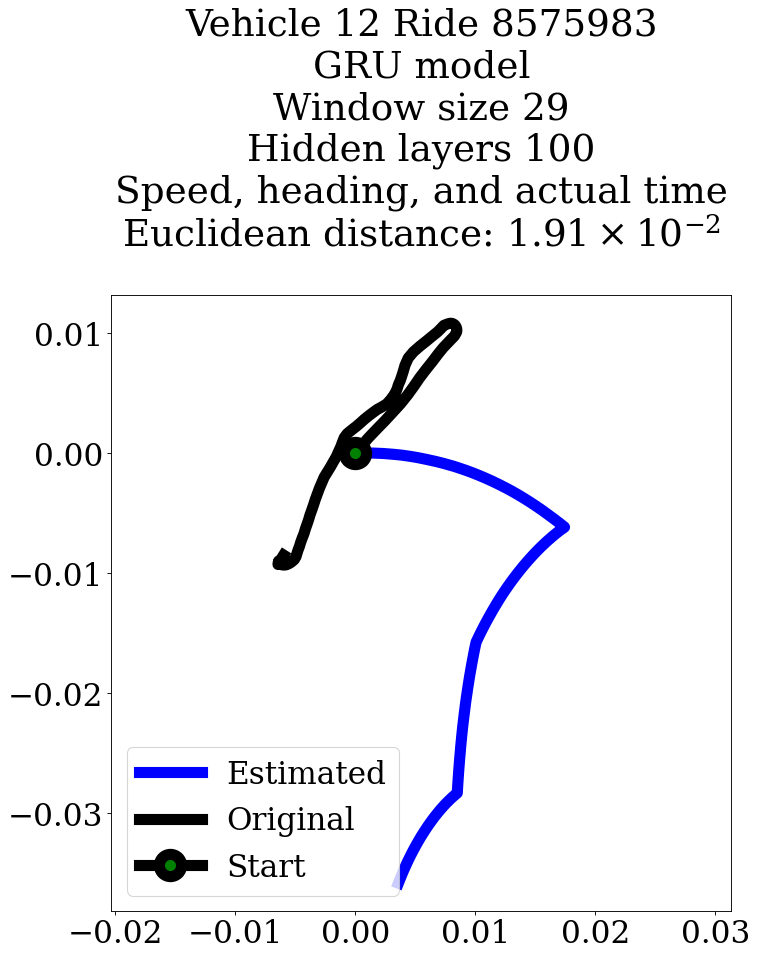 Vehicle 12 Ride 8575983
GRU model
Window size 29
Hidden layers 100
Speed, heading, and actual time
Euclidean distance: 1.91 × 10⁻²
0.01
0.00
−0.01
−0.02
−0.03
Estimated
Original
Start
−0.02 −0.01 0.00 0.01 0.02 0.03